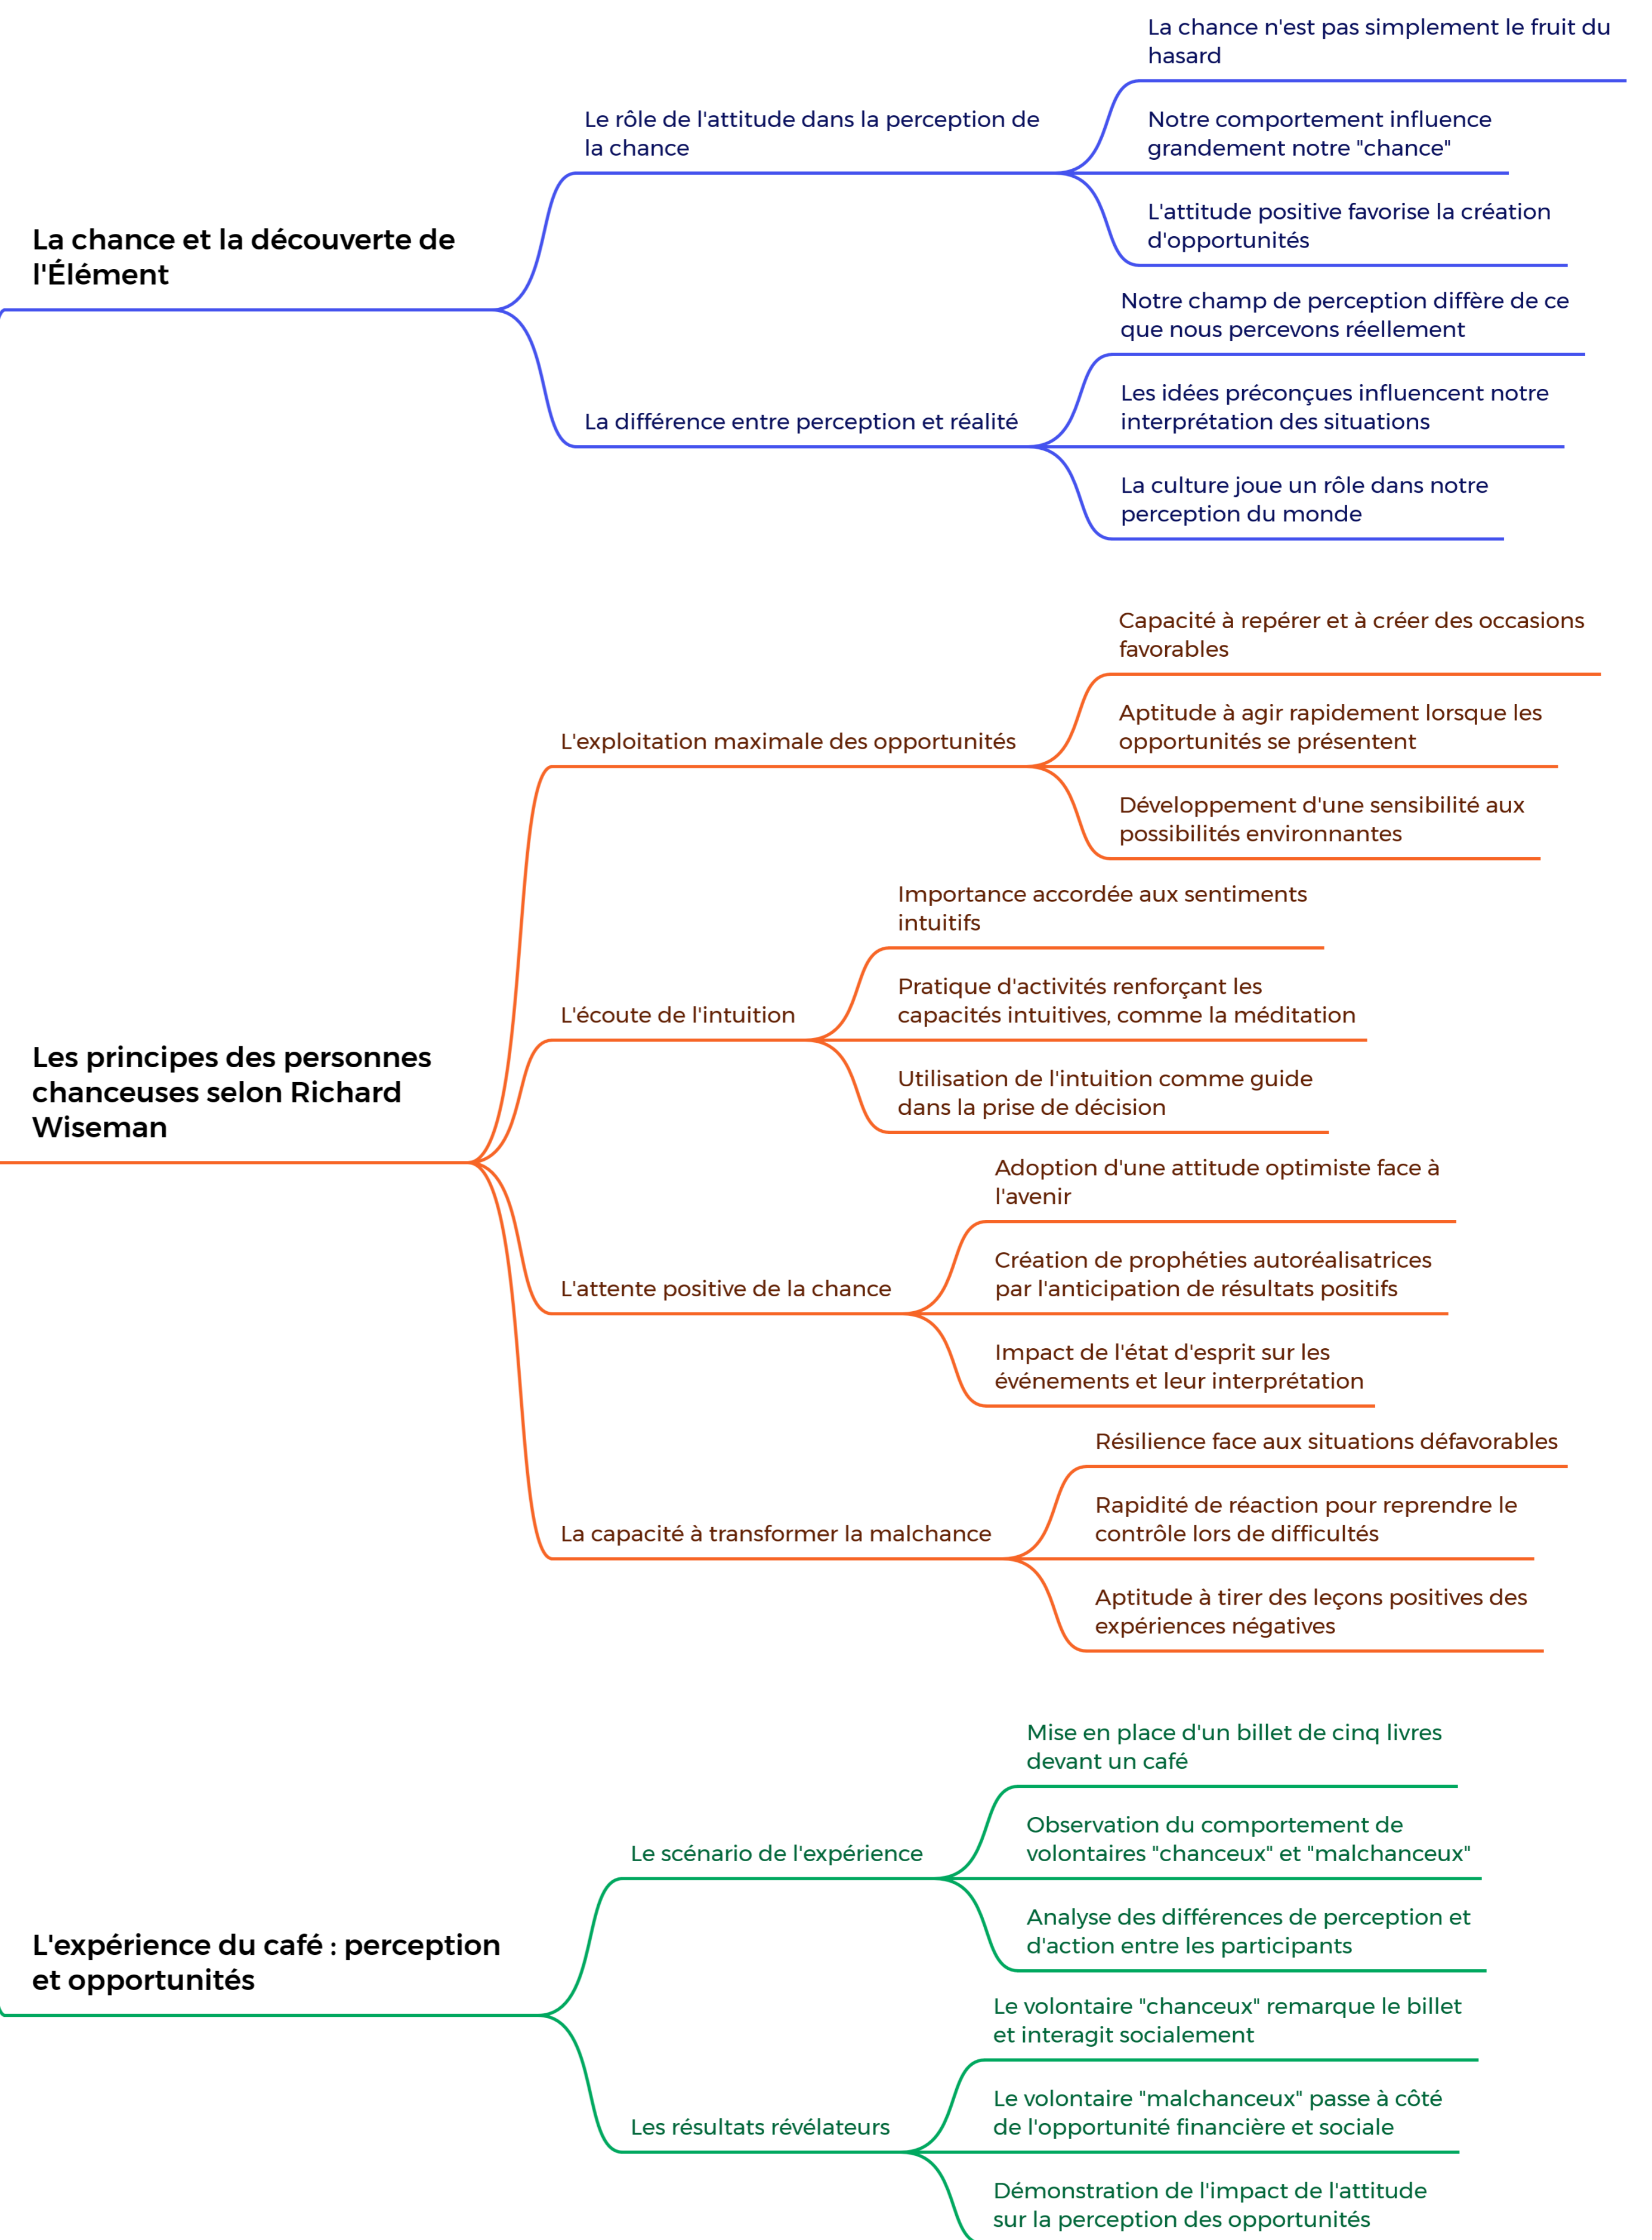 La chance et la découverte de
l'Élément
Le rôle de l'attitude dans la perception de
la chance
La chance n'est pas simplement le fruit du
hasard
Notre comportement influence
grandement notre "chance"
L'attitude positive favorise la création
d'opportunités
La différence entre perception et réalité
Notre champ de perception diffère de ce
que nous percevons réellement
Les idées préconçues influencent notre
interprétation des situations
La culture joue un rôle dans notre
perception du monde
Les principes des personnes
chanceuses selon Richard
Wiseman
L'exploitation maximale des opportunités
Capacité à repérer et à créer des occasions
favorables
Aptitude à agir rapidement lorsque les
opportunités se présentent
Développement d'une sensibilité aux
possibilités environnantes
L'écoute de l'intuition
Importance accordée aux sentiments
intuitifs
Pratique d'activités renforçant les
capacités intuitives, comme la méditation
Utilisation de l'intuition comme guide
dans la prise de décision
L'attente positive de la chance
Adoption d'une attitude optimiste face à
l'avenir
Création de prophéties autoréalisatrices
par l'anticipation de résultats positifs
Impact de l'état d'esprit sur les
événements et leur interprétation
La capacité à transformer la malchance
Résilience face aux situations défavorables
Rapidité de réaction pour reprendre le
contrôle lors de difficultés
Aptitude à tirer des leçons positives des
expériences négatives
L'expérience du café : perception
et opportunités
Le scénario de l'expérience
Mise en place d'un billet de cinq livres
devant un café
Observation du comportement de
volontaires "chanceux" et "malchanceux"
Analyse des différences de perception et
d'action entre les participants
Les résultats révélateurs
Le volontaire "chanceux" remarque le billet
et interagit socialement
Le volontaire "malchanceux" passe à côté
de l'opportunité financière et sociale
Démonstration de l'impact de l'attitude
sur la perception des opportunités